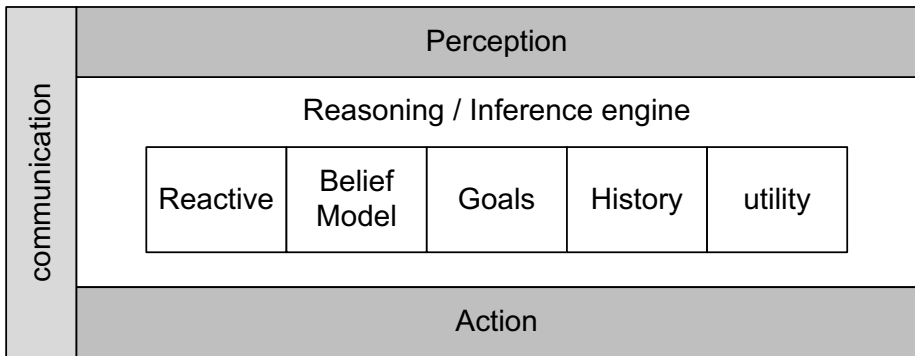 communication
Perception
Reasoning / Inference engine
Reactive
Belief
Model
Goals
History
utility
Action